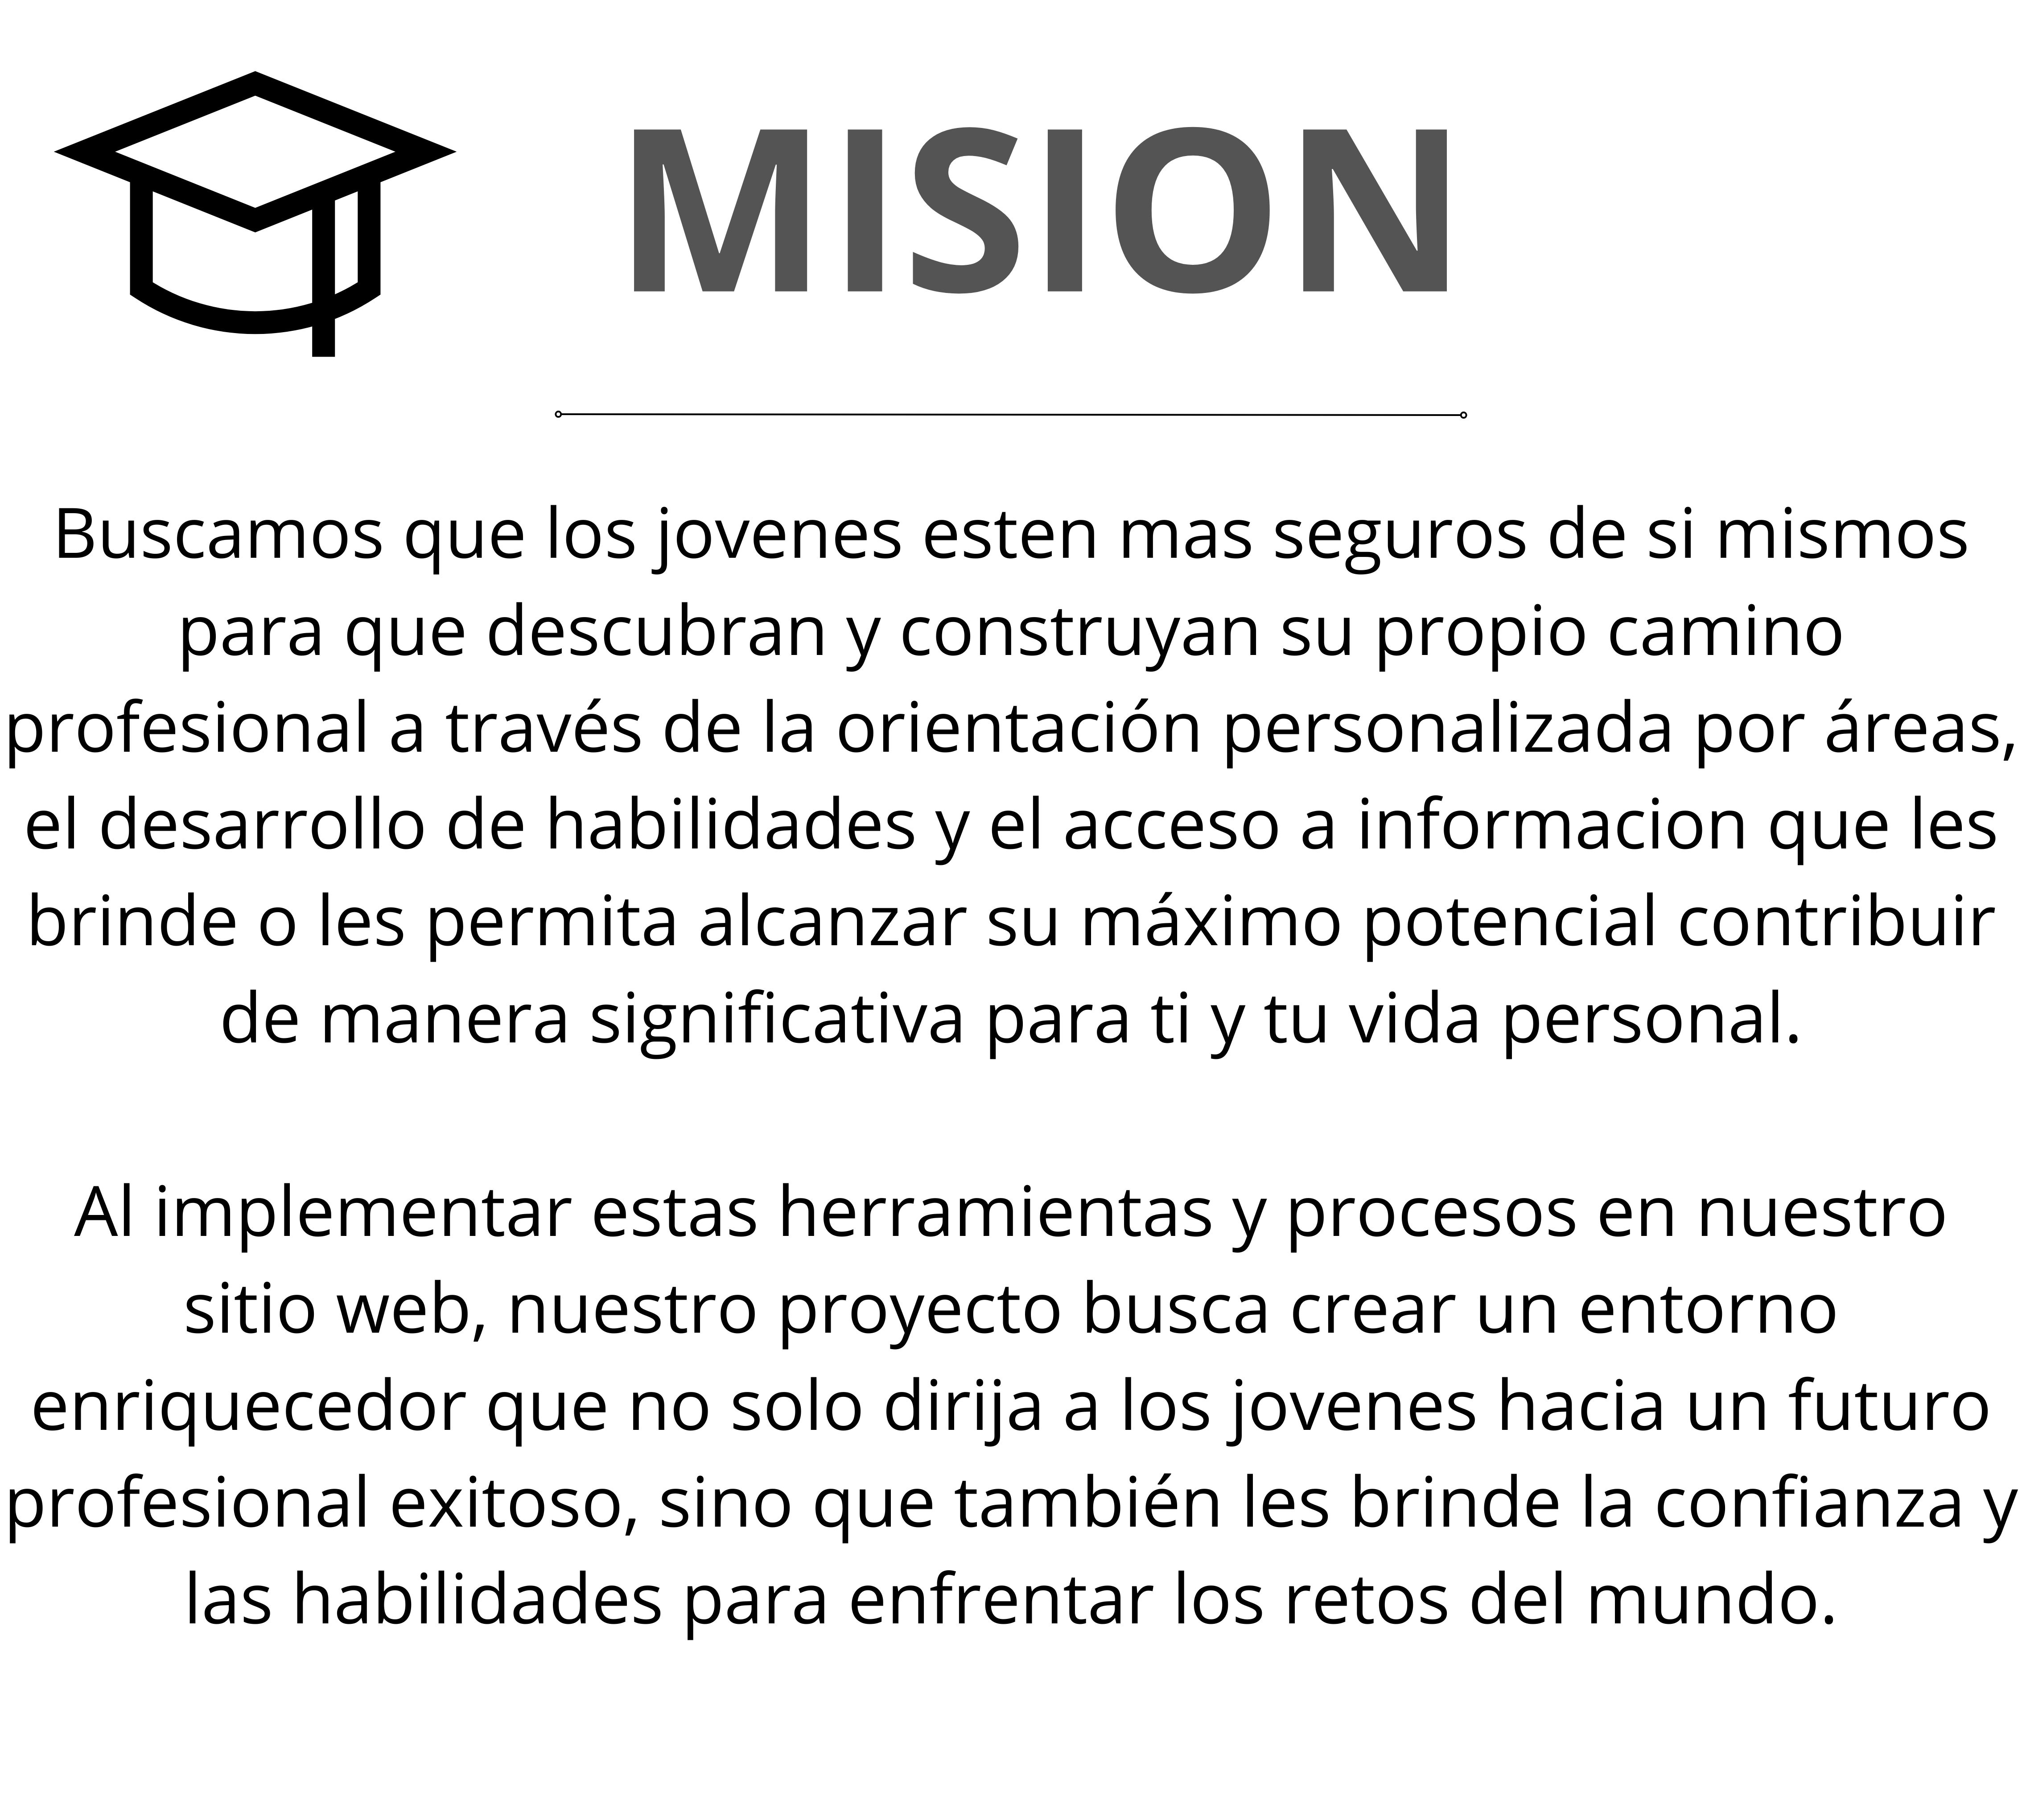 MISION
Buscamos que los jovenes esten mas seguros de si mismos
para que descubran y construyan su propio camino
profesional a través de la orientación personalizada por áreas,
el desarrollo de habilidades y el acceso a informacion que les
brinde o les permita alcanzar su máximo potencial contribuir
de manera significativa para ti y tu vida personal.
Al implementar estas herramientas y procesos en nuestro
sitio web, nuestro proyecto busca crear un entorno
enriquecedor que no solo dirija a los jovenes hacia un futuro
profesional exitoso, sino que también les brinde la confianza y
las habilidades para enfrentar los retos del mundo.